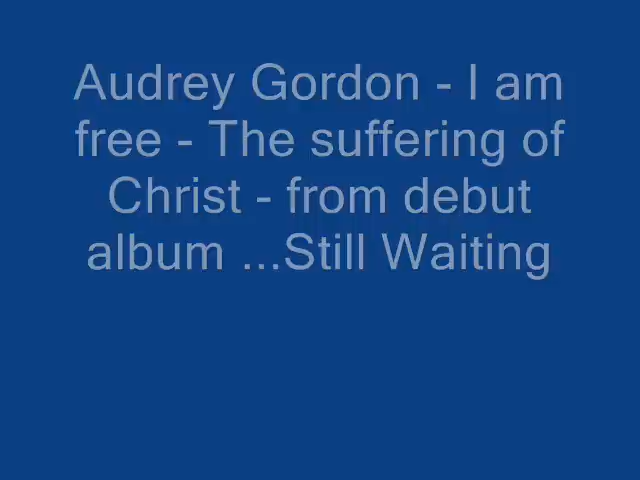 Audrey Gordon - I am
free - The suffering of
Christ - from debut
album ...Still Waiting